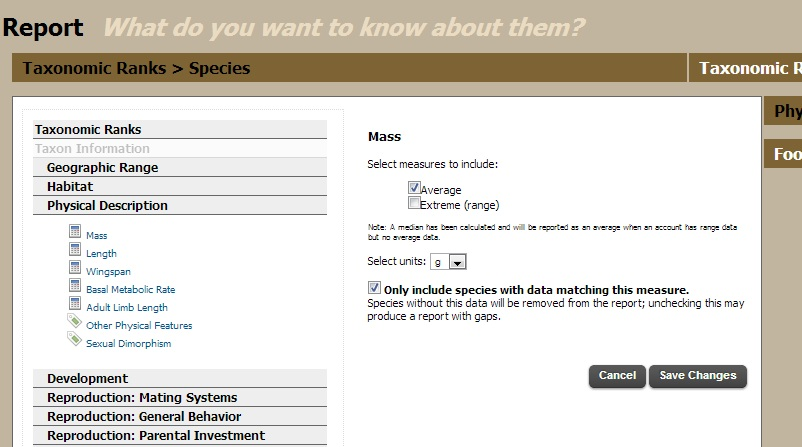 Report What do you want to know about them?
Taxonomic Ranks > Species
Taxonomic R
Phy
Foo
Taxonomic Ranks
Taxon Information
Geographic Range
Habitat
Physical Description
Mass
Length
Wingspan
Basal Metabolic Rate
Adult Limb Length
Other Physical Features
Sexual Dimorphism
Development
Reproduction: Mating Systems
Reproduction: General Behavior
Reproduction: Parental Investment
Mass
Select measures to include:
Average
Extreme (range)
Note: A median has been calculated and will be reported as an average when an account has range data
but no average data.
Select units: g
Only include species with data matching this measure.
Species without this data will be removed from the report; unchecking this may
produce a report with gaps.
Cancel Save Changes